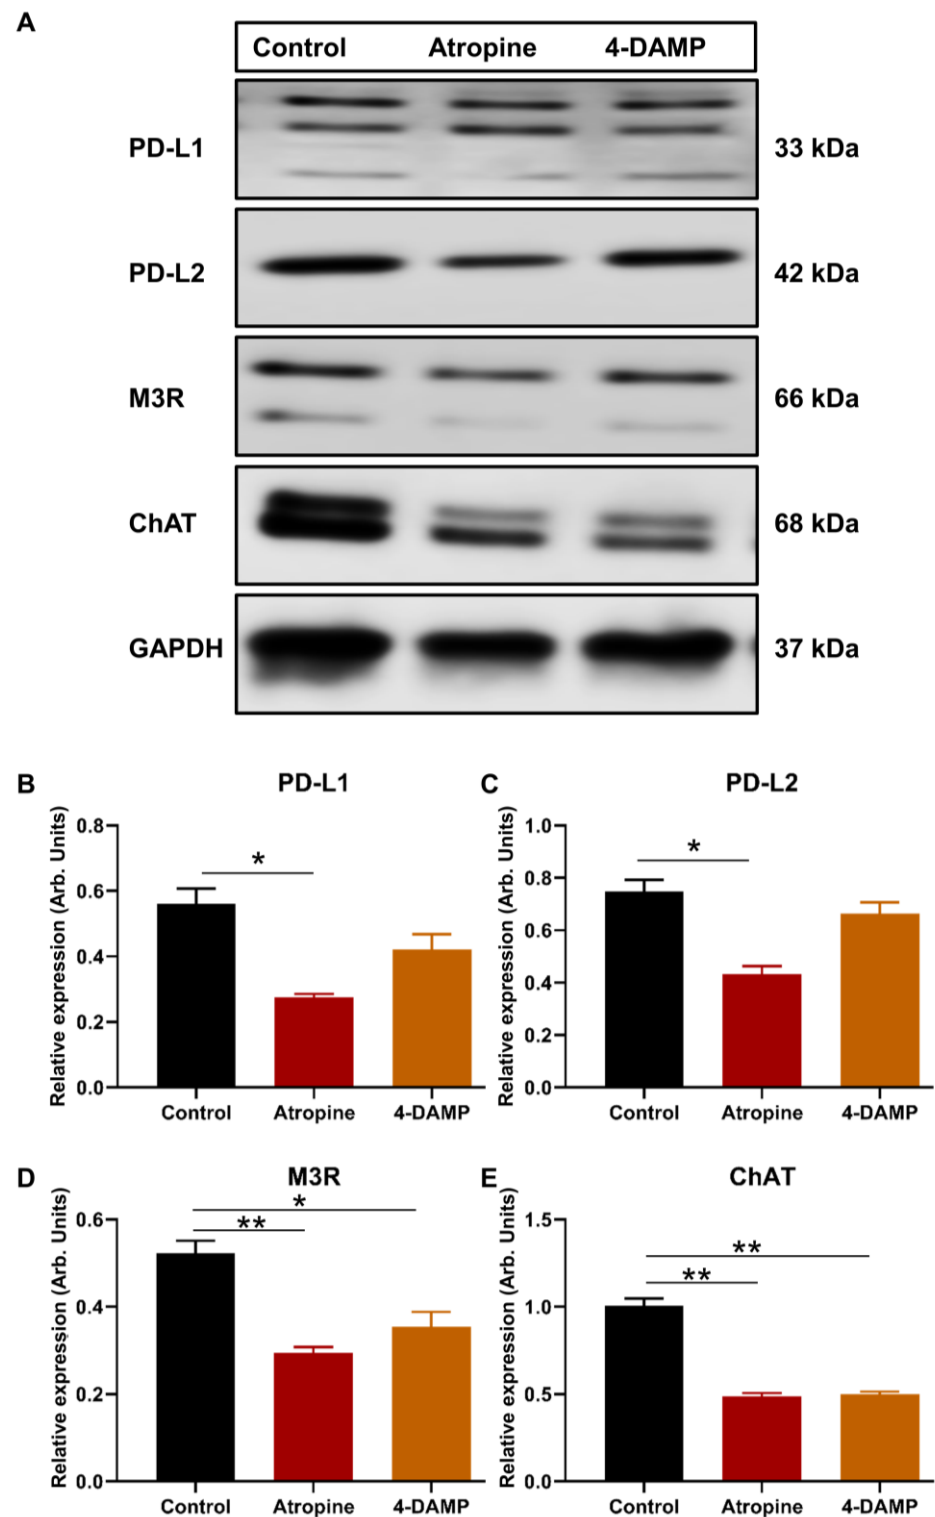 A
Control Atropine 4-DAMP
PD-L1 33 kDa
PD-L2 42 kDa
M3R 66 kDa
ChAT 68 kDa
GAPDH 37 kDa
B PD-L1
Relative expression (Arb. Units)
0.8
0.6
0.4
0.2
0.0
*
Control Atropine 4-DAMP
C PD-L2
Relative expression (Arb. Units)
1.0
0.8
0.6
0.4
0.2
0.0
*
Control Atropine 4-DAMP
D M3R
Relative expression (Arb. Units)
0.6
0.4
0.2
0.0
*
**
Control Atropine 4-DAMP
E ChAT
Relative expression (Arb. Units)
1.5
1.0
0.5
0.0
**
**
Control Atropine 4-DAMP